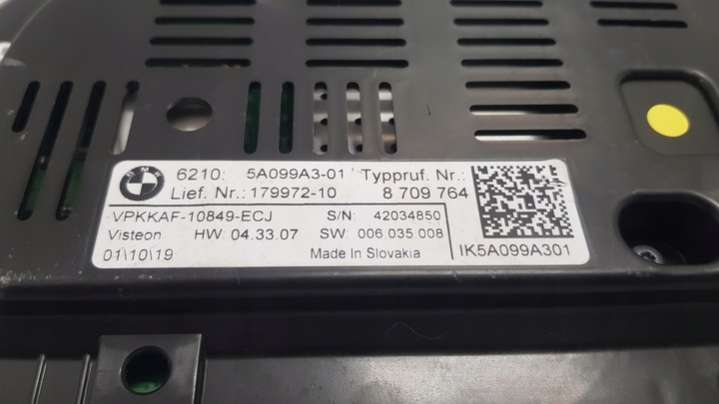 BMW
6210: 5A099A3-01 Typpruf. Nr.:
Lief. Nr.:179972-10 8 709 764
VPKKAF-10849-ECJ S/N: 42034850
Visteon HW: 04.33.07 SW: 006.035.008
01\10\19 Made In Slovakia IK5A099A301